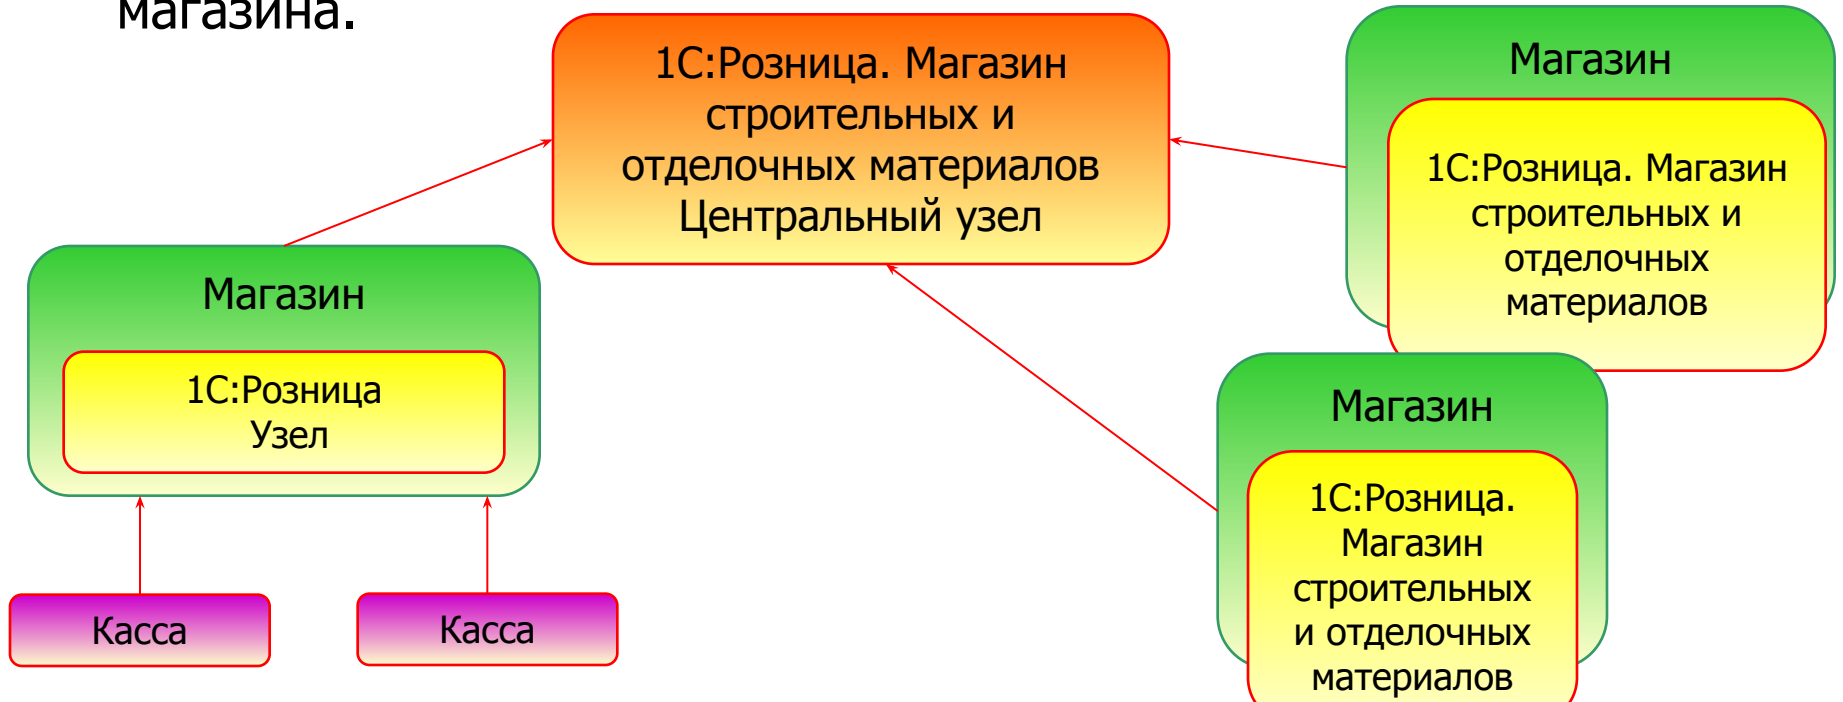 магазина.
1С:Розница. Магазин
строительных и
отделочных материалов
Центральный узел
Магазин
1С:Розница. Магазин
строительных и
отделочных
материалов
Магазин
1С:Розница
Узел
Магазин
1С:Розница.
Магазин
строительных
и отделочных
материалов
Касса
Касса